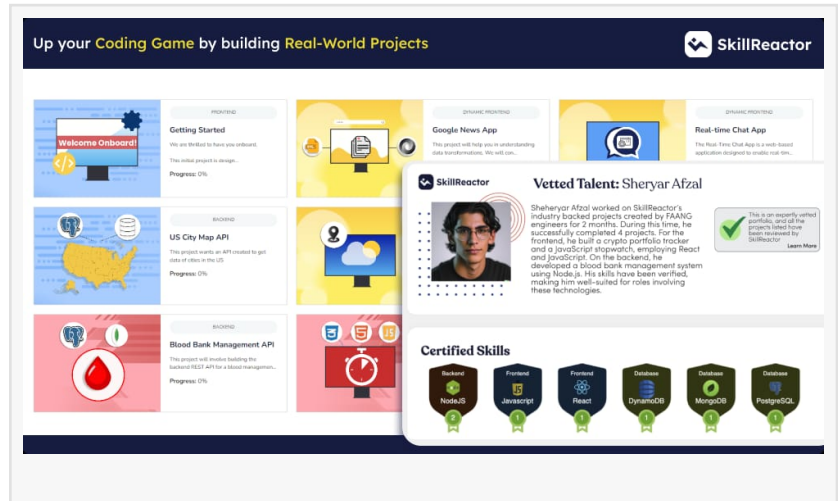 Up your Coding Game by building Real-World Projects
SkillReactor
FRONTEND
Getting Started
We are thrilled to have you onboard.
This initial project is design...
Progress: 0%
Welcome Onboard!
</>
DYNAMIC FRONTEND
Google News App
This project will help you in understanding
data transformations. We will con...
DYNAMIC FRONTEND
Real-time Chat App
The Real-Time Chat App is a web-based
application designed to enable real-tim...
BACKEND
US City Map API
This project wants an API created to get
data of cities in the US
Progress: 0%
BACKEND
Blood Bank Management API
This project will involve building the
backend REST API for a blood managemen...
Progress: 0%
3
5
JS
SkillReactor
Vetted Talent: Sheryar Afzal
Sheheryar Afzal worked on SkillReactor's
industry backed projects created by FAANG
engineers for 2 months. During this time, he
successfully completed 4 projects. For the
frontend, he built a crypto portfolio tracker
and a JavaScript stopwatch, employing React
and JavaScript. On the backend, he
developed a blood bank management system
using Node.js. His skills have been verified,
making him well-suited for roles involving
these technologies.
This is an expertly vetted
portfolio, and all the
projects listed have
been reviewed by
SkillReactor
Learn More
Certified Skills
Backend
NodeJS
2
Frontend
JS
Javascript
1
Frontend
React
1
Database
DynamoDB
1
Database
MongoDB
1
Database
PostgreSQL
1